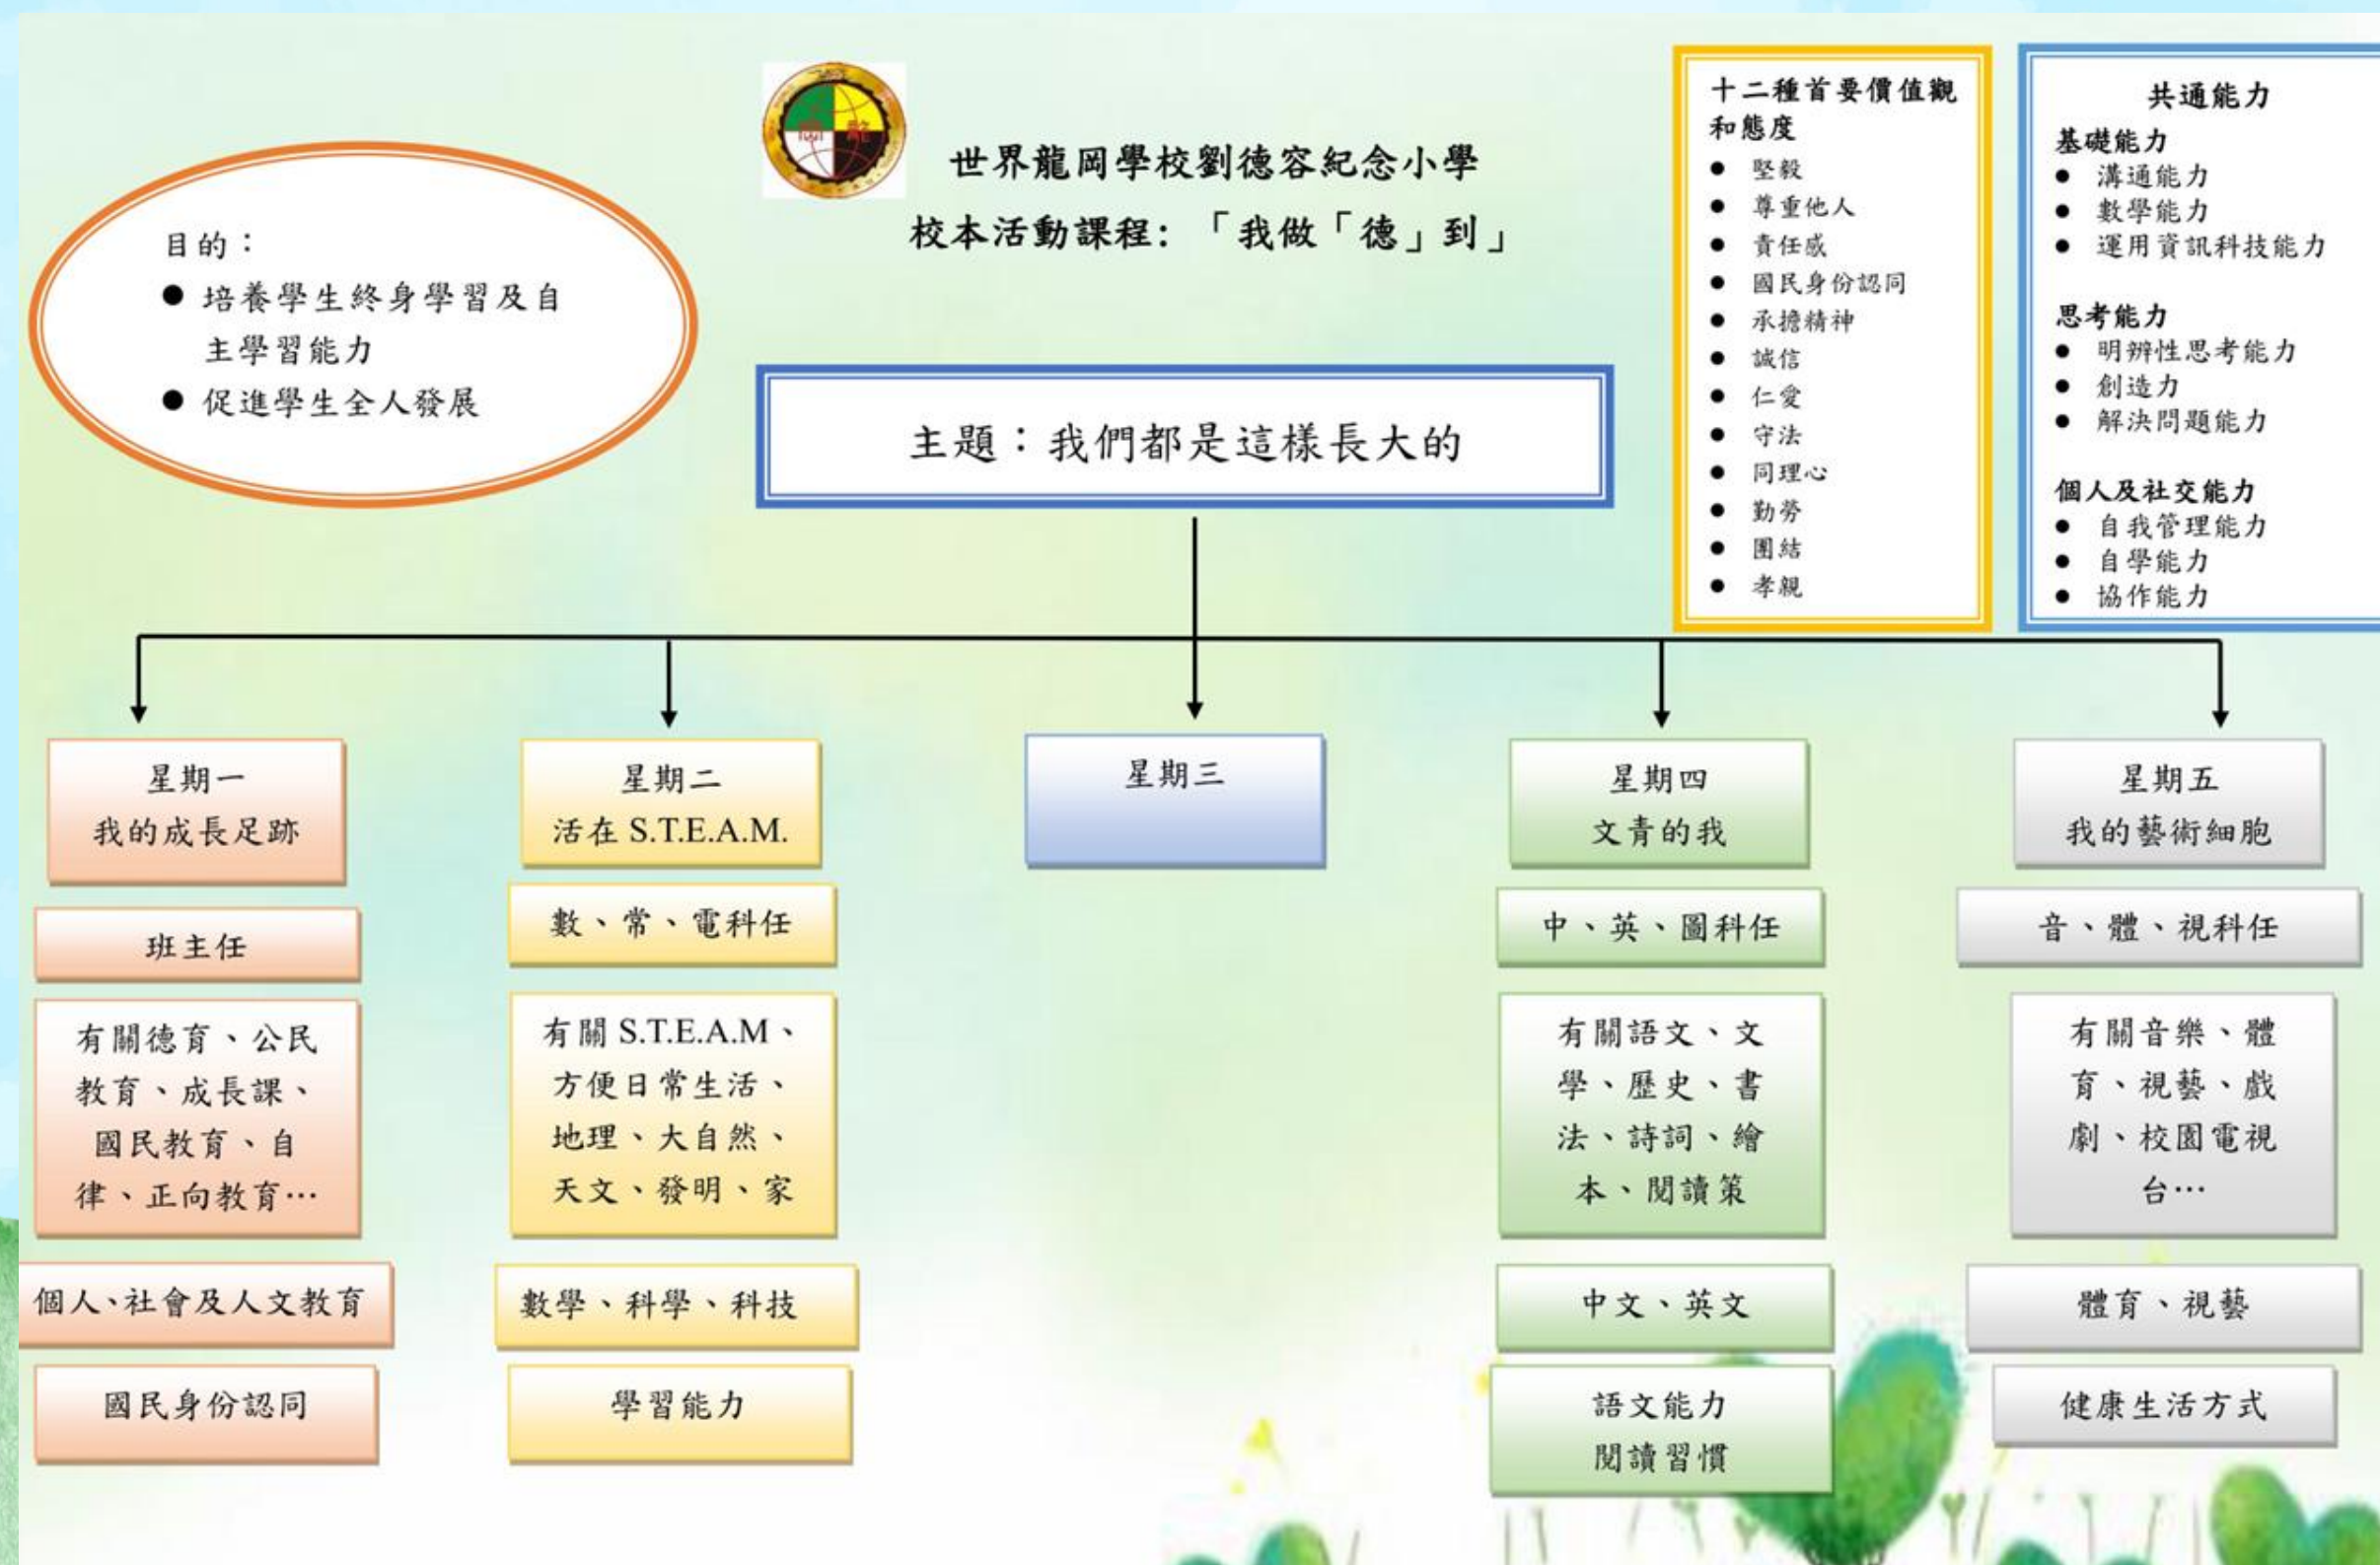 世界龍岡學校劉德容紀念小學
校本活動課程：「我做「德」到」
目的：
● 培養學生終身學習及自
主學習能力
● 促進學生全人發展
主題：我們都是這樣長大的
十二種首要價值觀
和態度
● 堅毅
● 尊重他人
● 責任感
● 國民身份認同
● 承擔精神
● 誠信
● 仁愛
● 守法
● 同理心
● 勤勞
● 團結
● 孝親
共通能力
基礎能力
● 溝通能力
● 數學能力
● 運用資訊科技能力
思考能力
● 明辨性思考能力
● 創造力
● 解決問題能力
個人及社交能力
● 自我管理能力
● 自學能力
● 協作能力
星期一
我的成長足跡
班主任
有關德育、公民
教育、成長課、
國民教育、自
律、正向教育…
個人、社會及人文教育
國民身份認同
星期二
活在 S.T.E.A.M.
數、常、電科任
有關 S.T.E.A.M、
方便日常生活、
地理、大自然、
天文、發明、家
數學、科學、科技
學習能力
星期三
星期四
文青的我
中、英、圖科任
有關語文、文
學、歷史、書
法、詩詞、繪
本、閱讀策
中文、英文
語文能力
閱讀習慣
星期五
我的藝術細胞
音、體、視科任
有關音樂、體
育、視藝、戲
劇、校園電視
台…
體育、視藝
健康生活方式